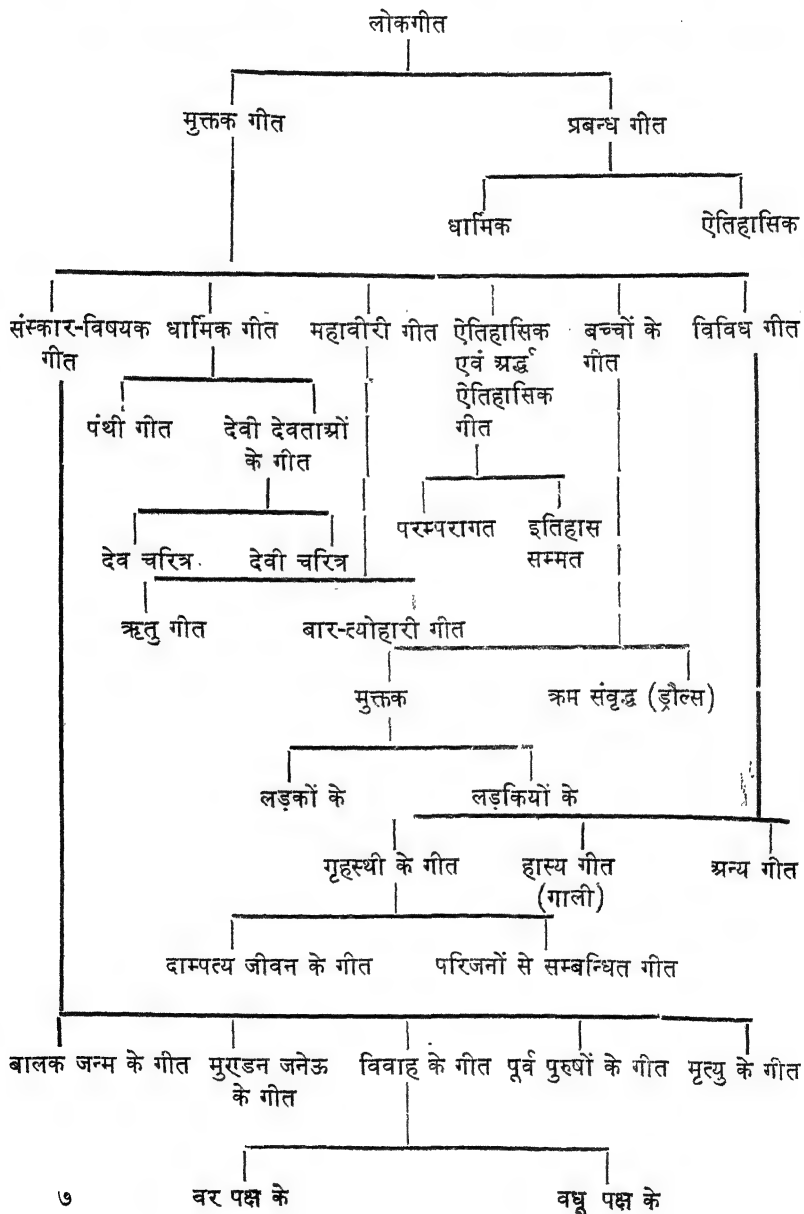 लोकगीत
मुक्तक गीत प्रबन्ध गीत
धार्मिक ऐतिहासिक
संस्कार-विषयक धार्मिक गीत महावीरी गीत ऐतिहासिक बच्चों के विविध गीत
गीत एवं अर्द्ध गीत
ऐतिहासिक
पंथी गीत देवी देवताओं गीत
के गीत
परम्परागत इतिहास
देव चरित्र देवी चरित्र सम्मत
ऋतु गीत बार-त्योहारी गीत
मुक्तक क्रम संवृद्ध (ड्रौल्स)
लड़कों के लड़कियों के
गृहस्थी के गीत हास्य गीत अन्य गीत
(गाली)
दाम्पत्य जीवन के गीत परिजनों से सम्बन्धित गीत
बालक जन्म के गीत मुण्डन जनेऊ विवाह के गीत पूर्व पुरुषों के गीत मृत्यु के गीत
के गीत
७ वर पक्ष के वधू पक्ष के